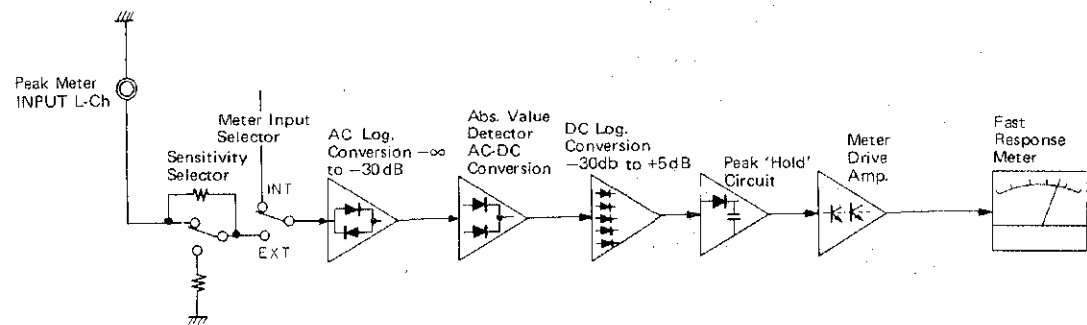 Peak Meter
INPUT L-Ch
Sensitivity
Selector
Meter Input
Selector
INT
EXT
AC Log.
Conversion −∞
to −30dB
Abs. Value
Detector
AC-DC
Conversion
DC Log.
Conversion
−30db to +5dB
Peak 'Hold'
Circuit
Meter
Drive
Amp.
Fast
Response
Meter